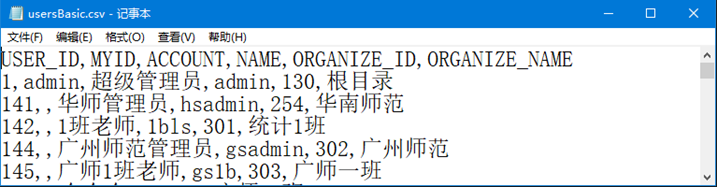 usersBasic.csv - 记事本
文件(F) 编辑(E) 格式(O) 查看(V) 帮助(H)
USER_ID,MYID,ACCOUNT,NAME,ORGANIZE_ID,ORGANIZE_NAME
1,admin,超级管理员,admin,130,根目录
141,,华师管理员,hsadmin,254,华南师范
142,,1班老师,1bls,301,统计1班
144,,广州师范管理员,gsadmin,302,广州师范
145,,广师1班老师,gs1b,303,广师一班